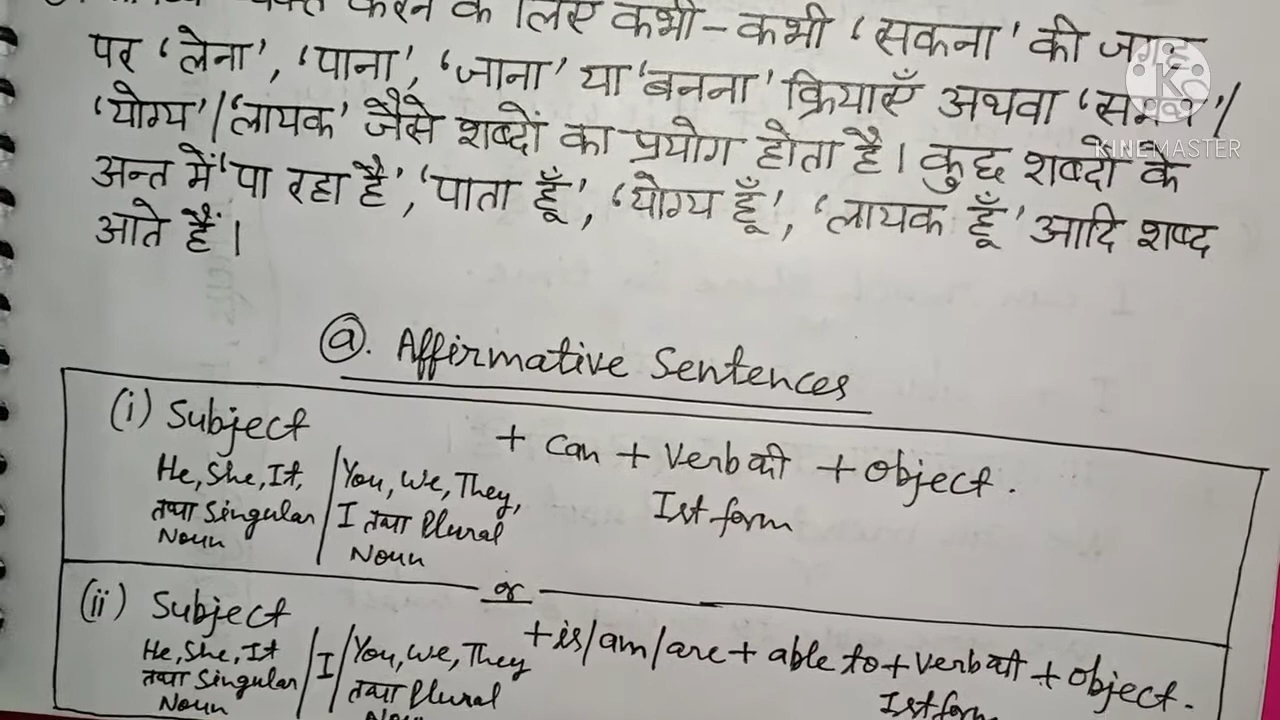 करने के लिए कभी-कभी 'सकना' की जगह
पर 'लेना', 'पाना', 'जाना' या 'बनना' क्रियाएँ अथवा
'योग्य'/'लायक' जैसे शब्दों का प्रयोग होता है। कुछ शब्दों के
अन्त में 'पा रहा है', 'पाता हूँ', 'योग्य हूँ', 'लायक हूँ' आदि शब्द
आते हैं।
KINEMASTER
(a). Affirmative Sentences
(i) Subject + can + verb की + object.
He, She, It, / You, We, They, Ist form
तथा Singular / I तथा Plural
Noun Noun
or
(ii) Subject + is/am/are + able to + verb की + object.
He, She, It / I / You, We, They Ist form
तथा Singular तथा Plural
Noun